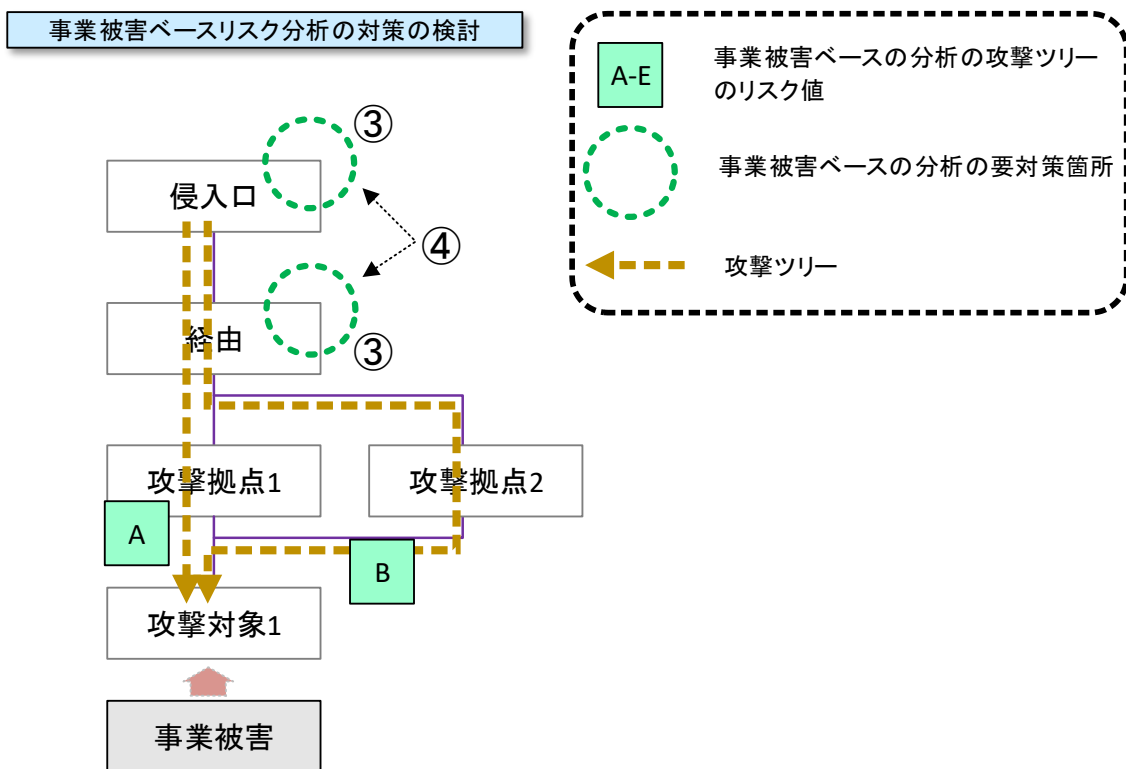 事業被害ベースリスク分析の対策の検討
A-E
事業被害ベースの分析の攻撃ツリー
のリスク値
事業被害ベースの分析の要対策箇所
攻撃ツリー
③
侵入口
④
経由
③
攻撃拠点1
攻撃拠点2
A
B
攻撃対象1
事業被害